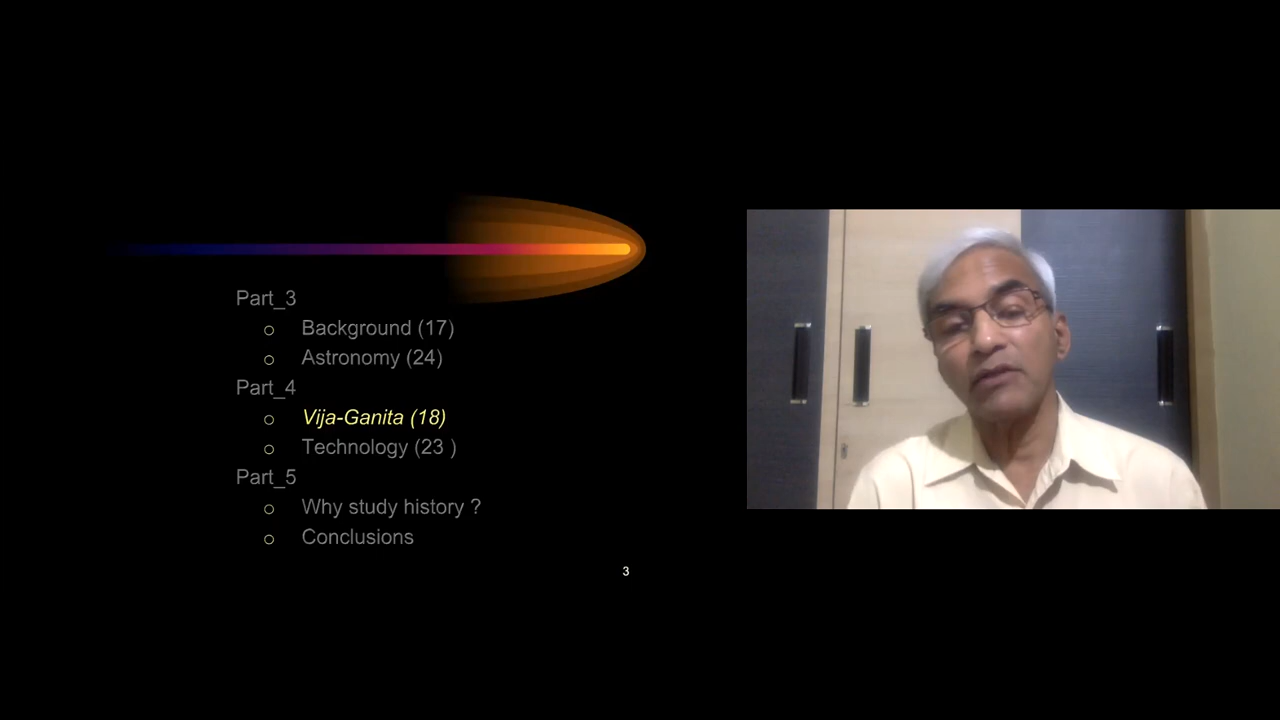 Part_3
o Background (17)
o Astronomy (24)
Part_4
o Vija-Ganita (18)
o Technology (23 )
Part_5
o Why study history ?
o Conclusions
3